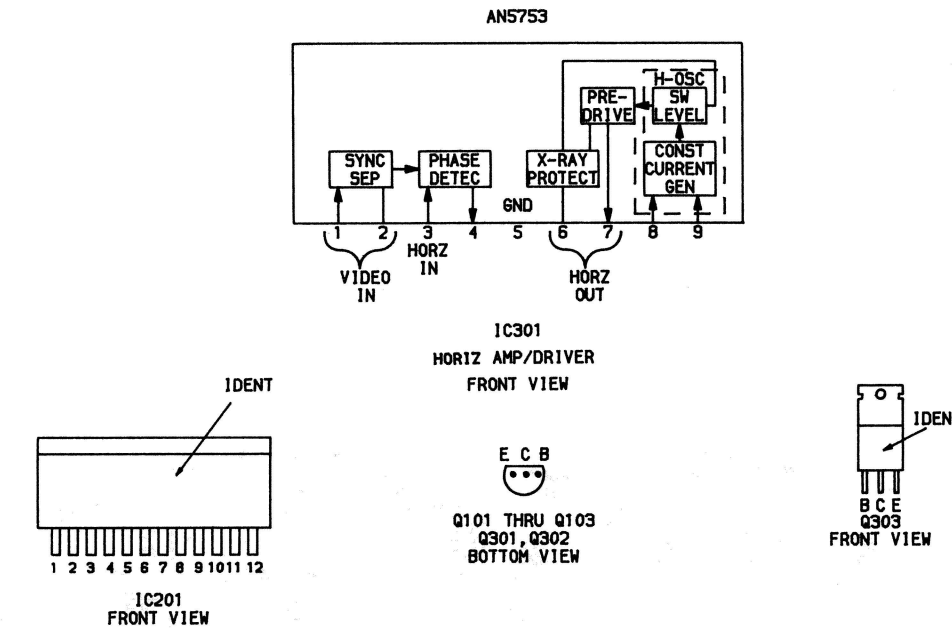 AN5753
H-OSC
PRE-
DRIVE
SW
LEVEL
SYNC
SEP
PHASE
DETEC
X-RAY
PROTECT
CONST
CURRENT
GEN
GND
1 2 3 4 5 6 7 8 9
VIDEO
IN
HORZ
IN
HORZ
OUT
IC301
HORIZ AMP/DRIVER
FRONT VIEW
IDENT
1 2 3 4 5 6 7 8 9 10 11 12
IC201
FRONT VIEW
E C B
Q101 THRU Q103
Q301,Q302
BOTTOM VIEW
IDEN
B C E
Q303
FRONT VIEW